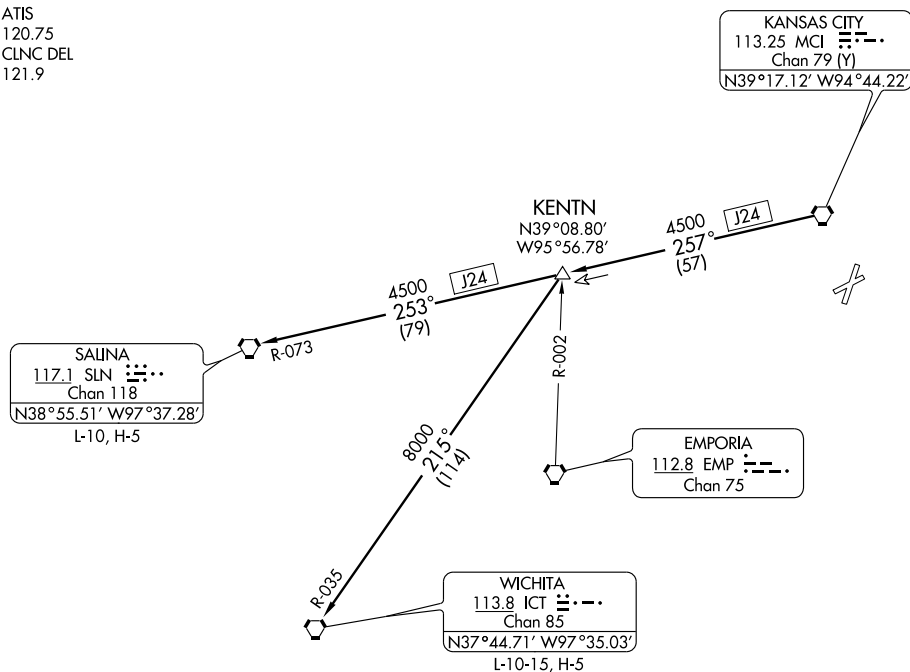 ATIS
120.75
CLNC DEL
121.9
KANSAS CITY
113.25 MCI
Chan 79 (Y)
N39°17.12' W94°44.22'
KENTN
N39°08.80'
W95°56.78'
4500
J24
257°
(57)
4500
J24
253°
(79)
R-073
SALINA
117.1 SLN
Chan 118
N38°55.51' W97°37.28'
L-10, H-5
R-002
8000
215°
(114)
EMPORIA
112.8 EMP
Chan 75
R-035
WICHITA
113.8 ICT
Chan 85
N37°44.71' W97°35.03'
L-10-15, H-5